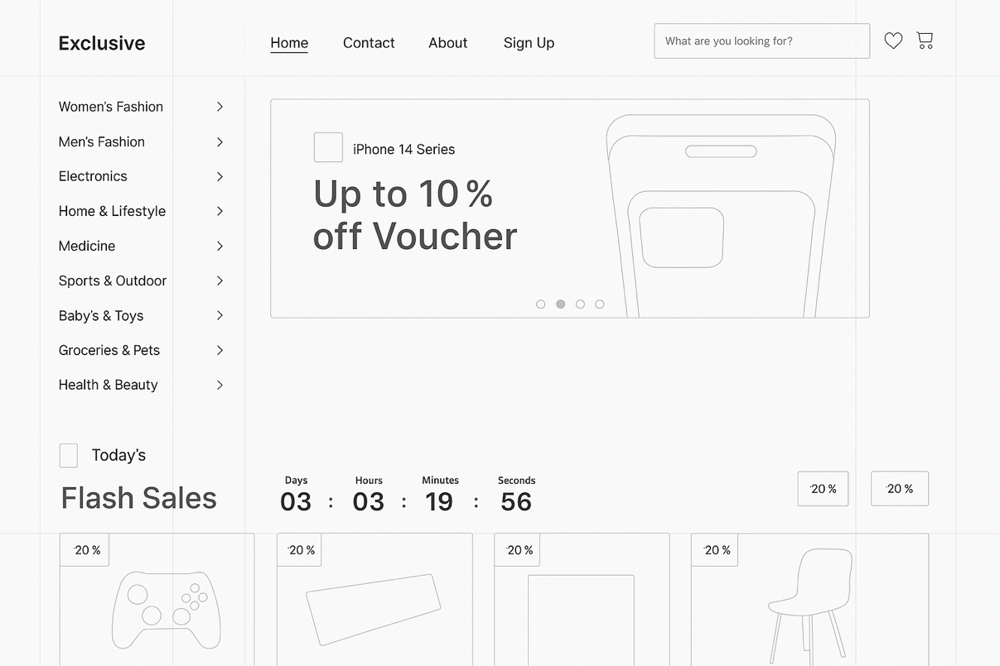 Exclusive
Home
Contact
About
Sign Up
What are you looking for?
Women's Fashion
Men's Fashion
Electronics
Home & Lifestyle
Medicine
Sports & Outdoor
Baby's & Toys
Groceries & Pets
Health & Beauty
iPhone 14 Series
Up to 10 %
off Voucher
Today's
Flash Sales
Days
Hours
Minutes
Seconds
03 : 03 : 19 : 56
-20 %
-20 %
-20 %
-20 %
-20 %
-20 %